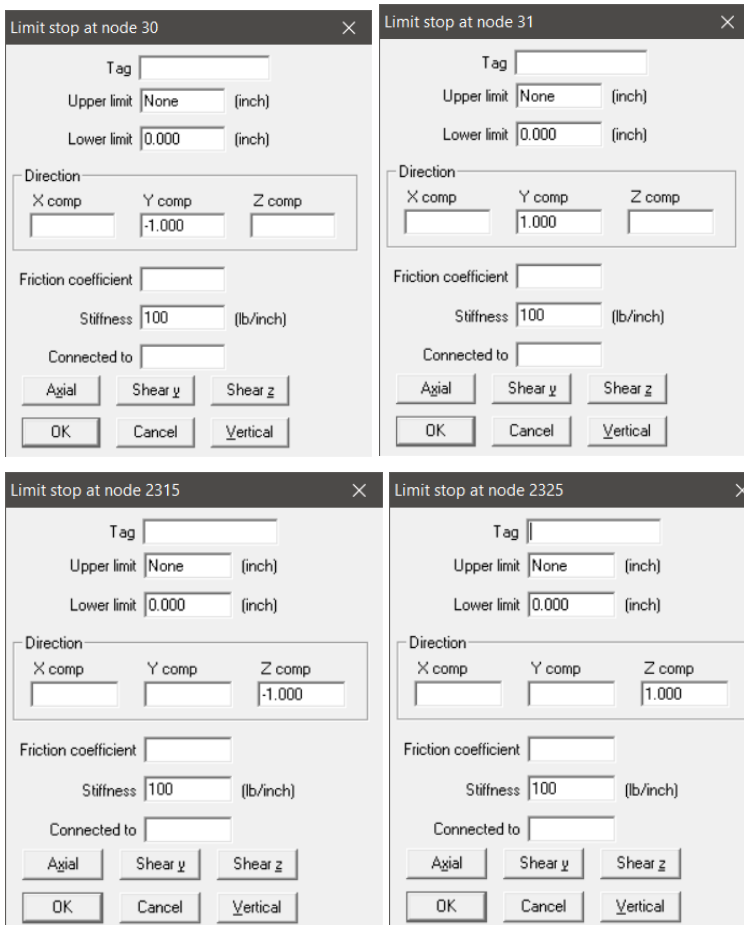 Limit stop at node 30
Tag
Upper limit None (inch)
Lower limit 0.000 (inch)
Direction
X comp Y comp Z comp
-1.000
Friction coefficient
Stiffness 100 (lb/inch)
Connected to
Axial Shear y Shear z
OK Cancel Vertical
Limit stop at node 31
Tag
Upper limit None (inch)
Lower limit 0.000 (inch)
Direction
X comp Y comp Z comp
1.000
Friction coefficient
Stiffness 100 (lb/inch)
Connected to
Axial Shear y Shear z
OK Cancel Vertical
Limit stop at node 2315
Tag
Upper limit None (inch)
Lower limit 0.000 (inch)
Direction
X comp Y comp Z comp
-1.000
Friction coefficient
Stiffness 100 (lb/inch)
Connected to
Axial Shear y Shear z
OK Cancel Vertical
Limit stop at node 2325
Tag
Upper limit None (inch)
Lower limit 0.000 (inch)
Direction
X comp Y comp Z comp
1.000
Friction coefficient
Stiffness 100 (lb/inch)
Connected to
Axial Shear y Shear z
OK Cancel Vertical